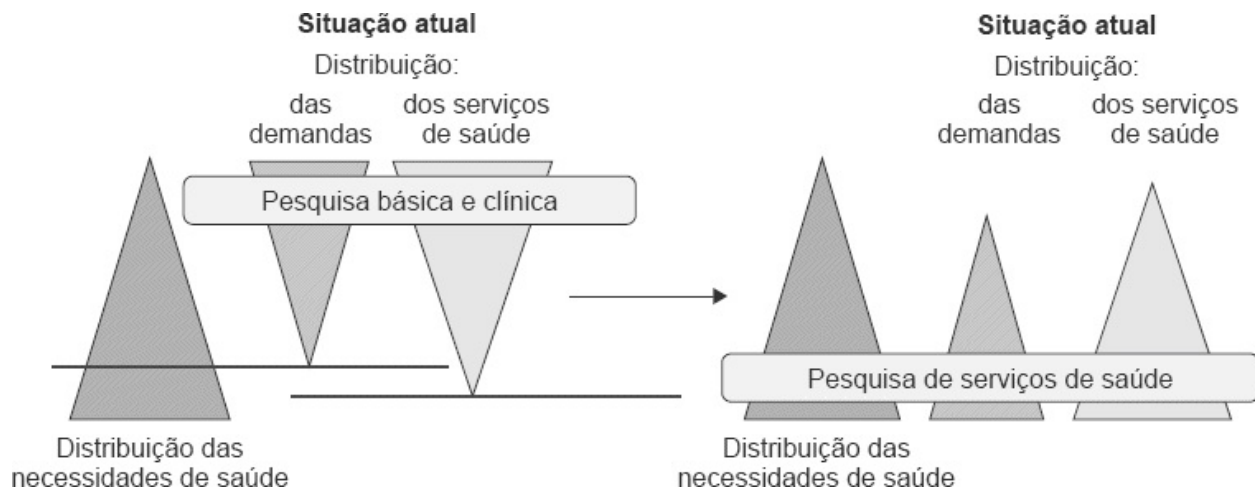 Situação atual
Distribuição:
das
demandas
dos serviços
de saúde
Pesquisa básica e clínica
Distribuição das
necessidades de saúde
Situação atual
Distribuição:
das
demandas
dos serviços
de saúde
Pesquisa de serviços de saúde
Distribuição das
necessidades de saúde